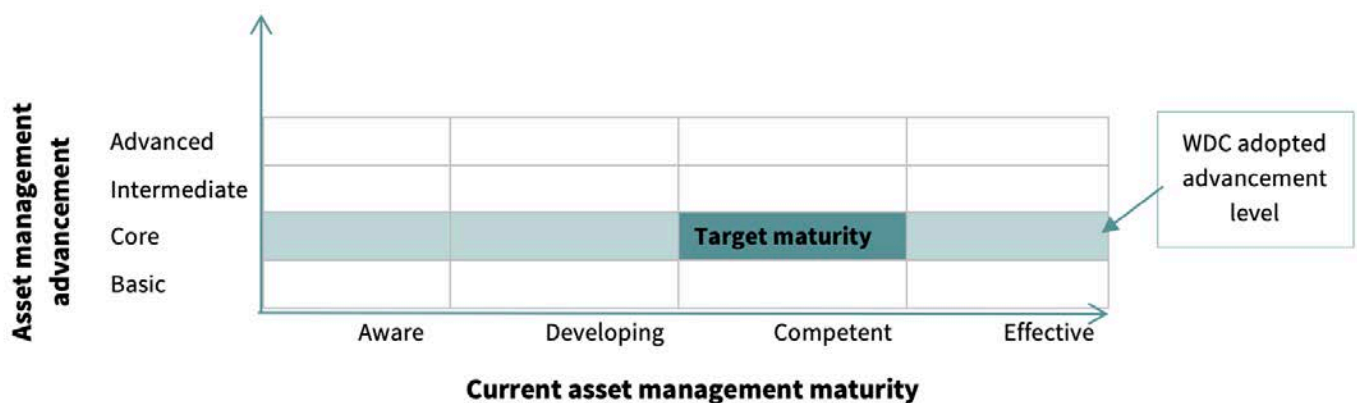 Asset management
advancement
Advanced
Intermediate
Core
Basic
Target maturity
WDC adopted
advancement
level
Aware
Developing
Competent
Effective
Current asset management maturity